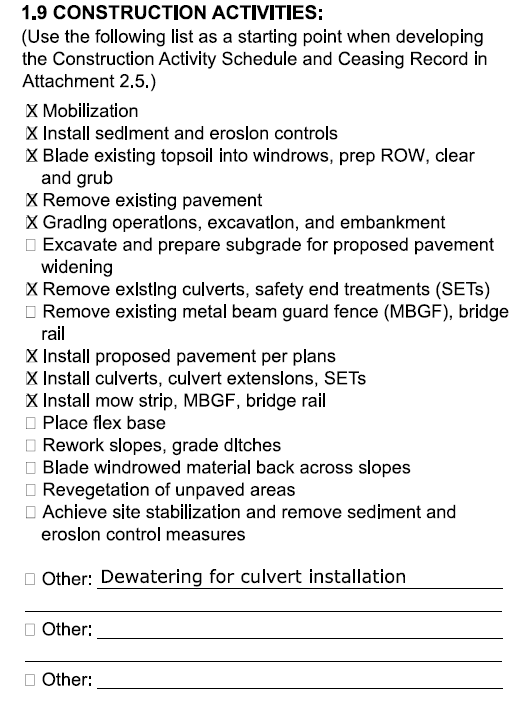 1.9 CONSTRUCTION ACTIVITIES:
(Use the following list as a starting point when developing
the Construction Activity Schedule and Ceasing Record in
Attachment 2.5.)
X Mobilization
X Install sediment and erosion controls
X Blade existing topsoil into windrows, prep ROW, clear
and grub
X Remove existing pavement
X Grading operations, excavation, and embankment
☐ Excavate and prepare subgrade for proposed pavement
widening
X Remove existing culverts, safety end treatments (SETs)
☐ Remove existing metal beam guard fence (MBGF), bridge
rail
X Install proposed pavement per plans
X Install culverts, culvert extensions, SETs
X Install mow strip, MBGF, bridge rail
☐ Place flex base
☐ Rework slopes, grade ditches
☐ Blade windrowed material back across slopes
☐ Revegetation of unpaved areas
☐ Achieve site stabilization and remove sediment and
erosion control measures
☐ Other: Dewatering for culvert installation
☐ Other:
☐ Other: